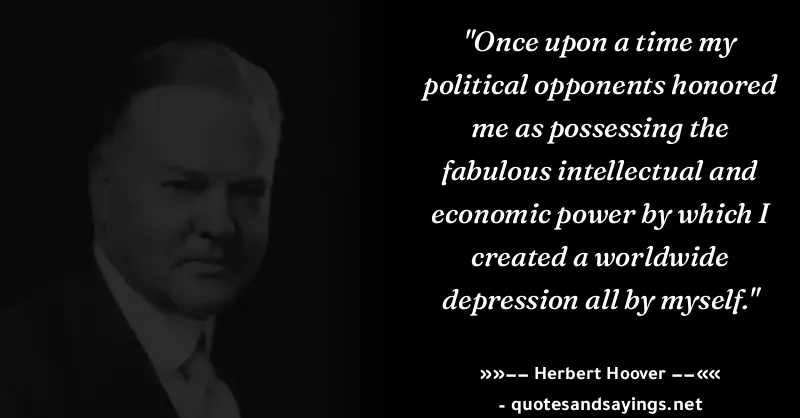 "Once upon a time my
political opponents honored
me as possessing the
fabulous intellectual and
economic power by which I
created a worldwide
depression all by myself."
»»−− Herbert Hoover −−««
- quotesandsayings.net